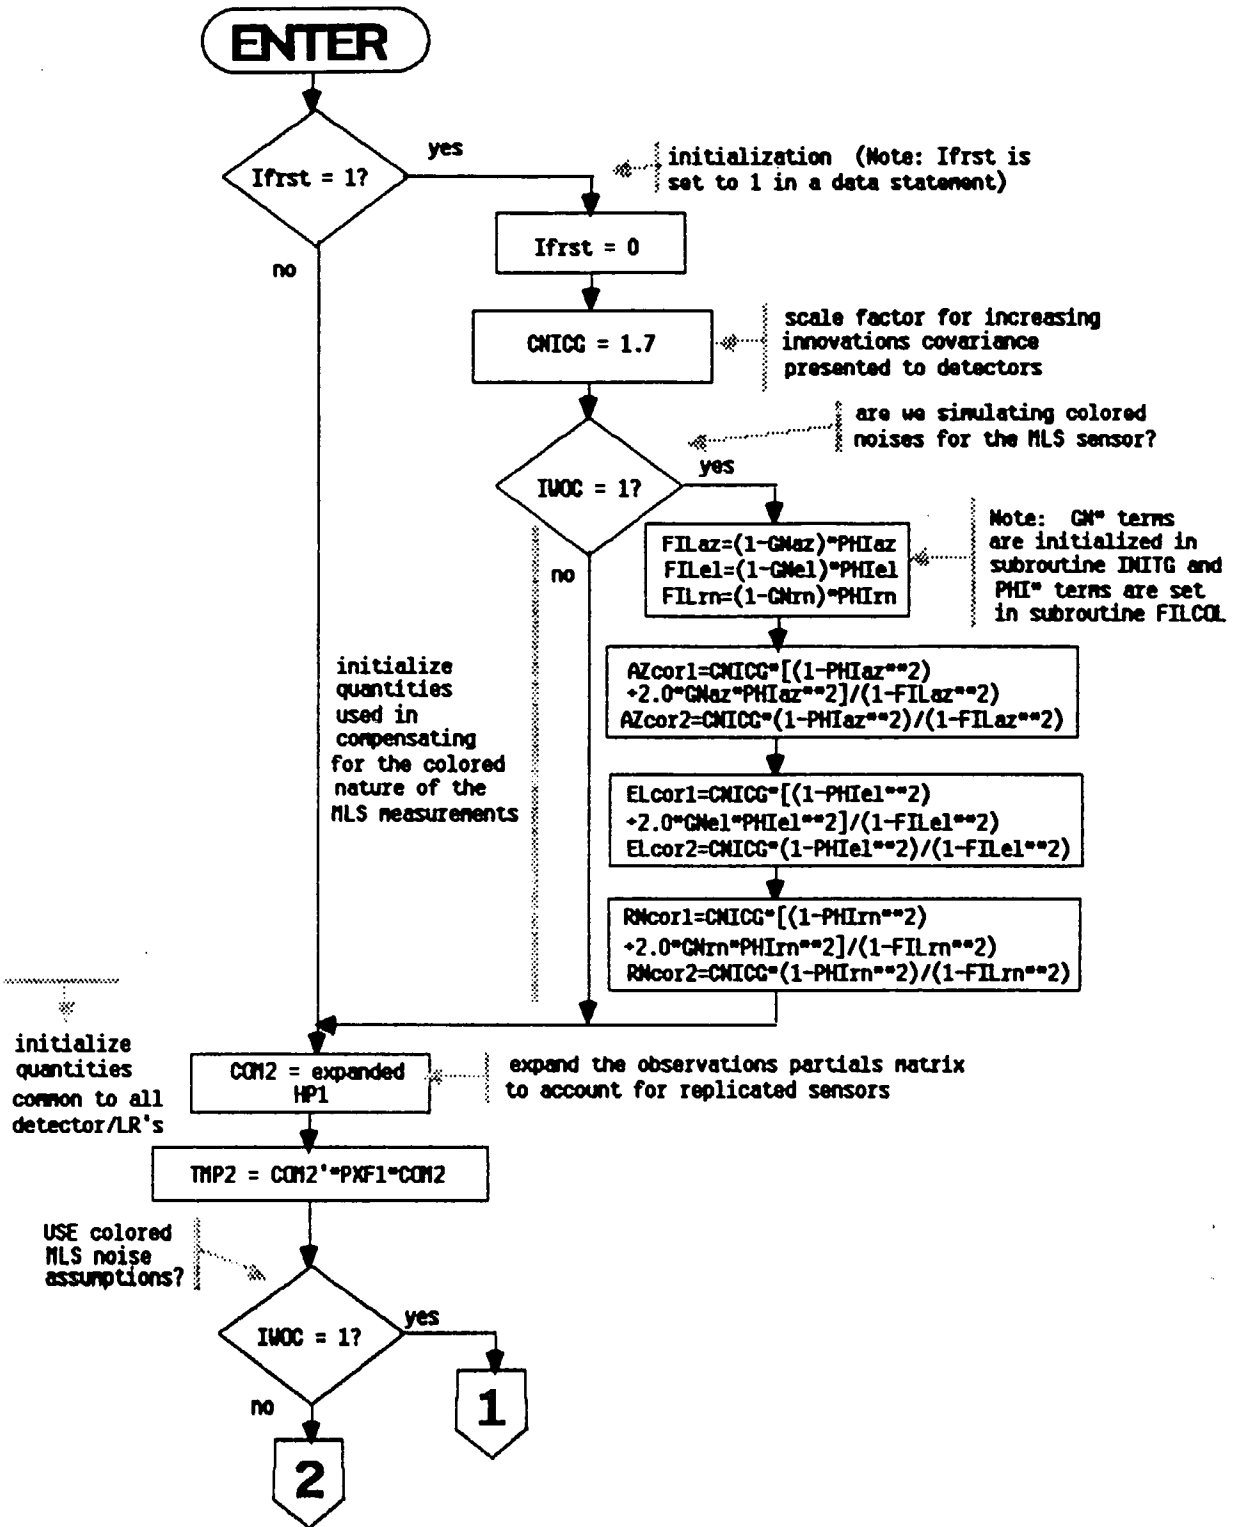 ENTER
Ifrst = 1?
yes
no
initialization (Note: Ifrst is
set to 1 in a data statement)
Ifrst = 0
CNICG = 1.7
scale factor for increasing
innovations covariance
presented to detectors
are we simulating colored
noises for the MLS sensor?
IWOC = 1?
yes
no
FILaz=(1-GNaz)*PHIaz
FILel=(1-GNel)*PHIel
FILrn=(1-GNrn)*PHIrn
Note: GN* terms
are initialized in
subroutine INITG and
PHI* terms are set
in subroutine FILCOL
AZcor1=CNICG*[(1-PHIaz**2)
+2.0*GNaz*PHIaz**2]/(1-FILaz**2)
AZcor2=CNICG*(1-PHIaz**2)/(1-FILaz**2)
initialize
quantities
used in
compensating
for the colored
nature of the
MLS measurements
ELcor1=CNICG*[(1-PHIel**2)
+2.0*GNel*PHIel**2]/(1-FILel**2)
ELcor2=CNICG*(1-PHIel**2)/(1-FILel**2)
RNcor1=CNICG*[(1-PHIrn**2)
+2.0*GNrn*PHIrn**2]/(1-FILrn**2)
RNcor2=CNICG*(1-PHIrn**2)/(1-FILrn**2)
initialize
quantities
common to all
detector/LR's
COM2 = expanded
HP1
expand the observations partials matrix
to account for replicated sensors
TMP2 = COM2'*PXF1*COM2
USE colored
MLS noise
assumptions?
IWOC = 1?
yes
no
1
2